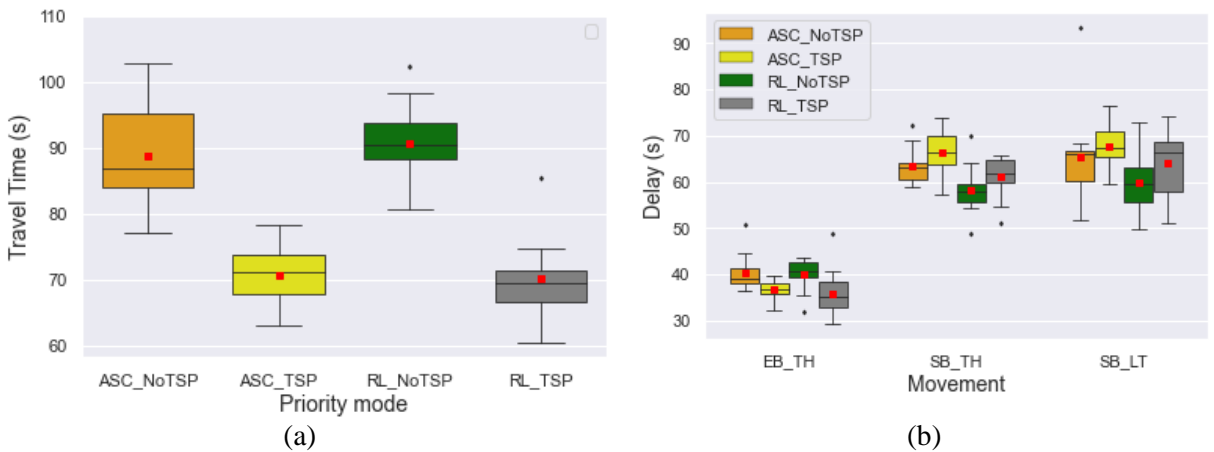 110
100
90
80
70
60
Travel Time (s)
ASC_NoTSP
ASC_TSP
RL_NoTSP
RL_TSP
Priority mode
(a)
ASC_NoTSP
ASC_TSP
RL_NoTSP
RL_TSP
90
80
70
60
50
40
30
Delay (s)
EB_TH
SB_TH
SB_LT
Movement
(b)